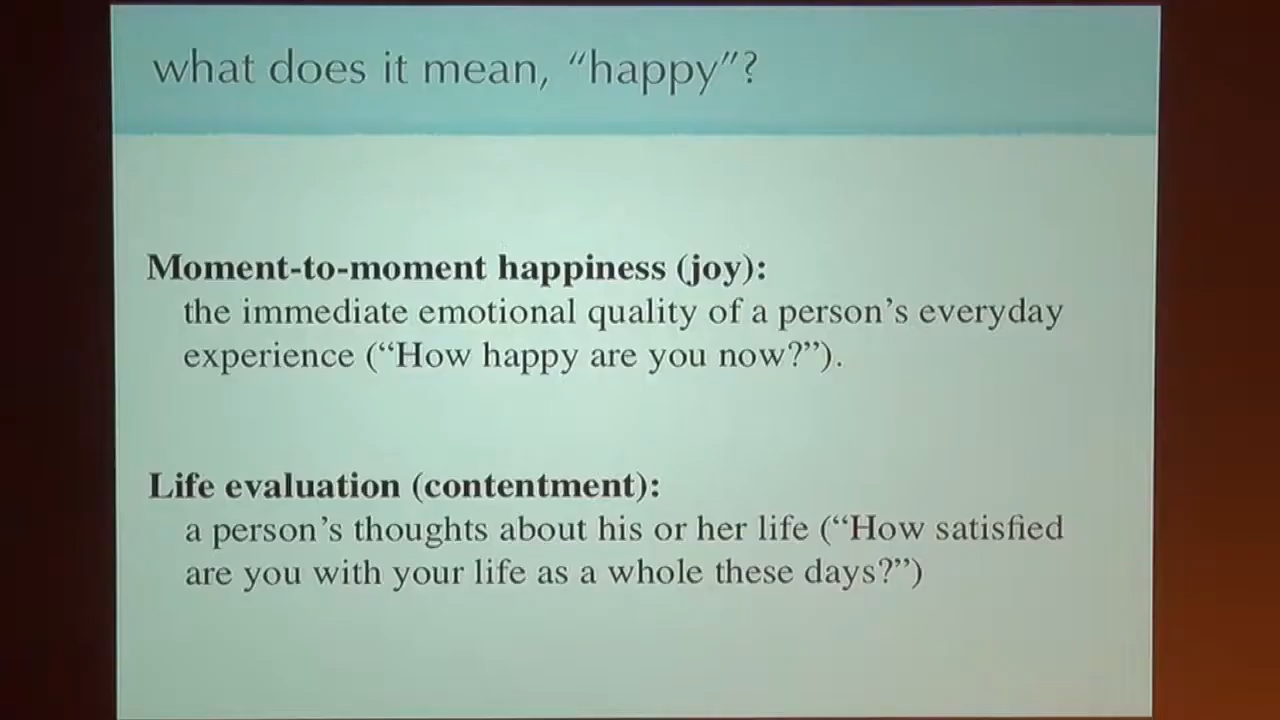 what does it mean, “happy”?
Moment-to-moment happiness (joy):
the immediate emotional quality of a person’s everyday
experience (“How happy are you now?”).
Life evaluation (contentment):
a person’s thoughts about his or her life (“How satisfied
are you with your life as a whole these days?”)